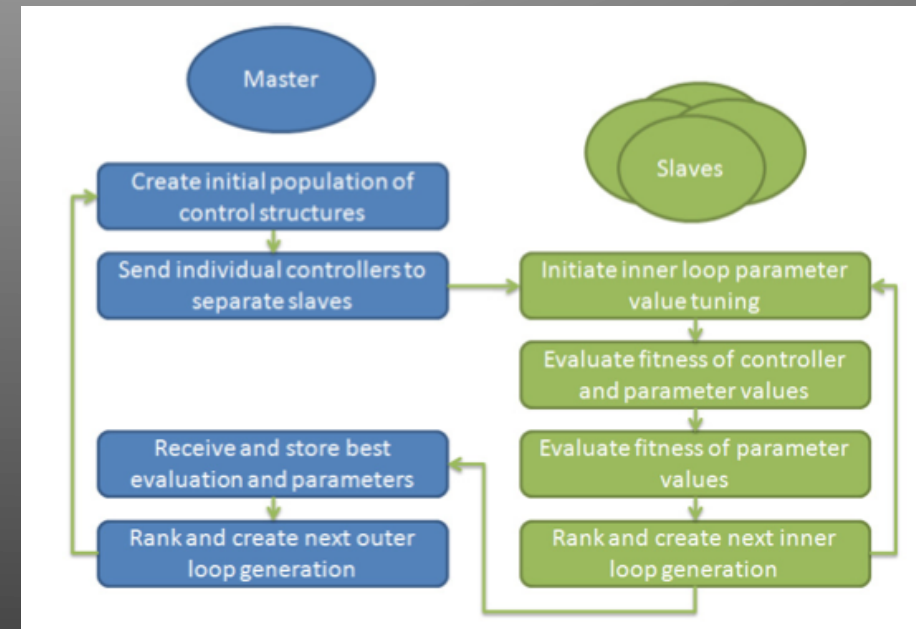 Master
Slaves
Create initial population of
control structures
Send individual controllers to
separate slaves
Initiate inner loop parameter
value tuning
Evaluate fitness of controller
and parameter values
Receive and store best
evaluation and parameters
Evaluate fitness of parameter
values
Rank and create next outer
loop generation
Rank and create next inner
loop generation